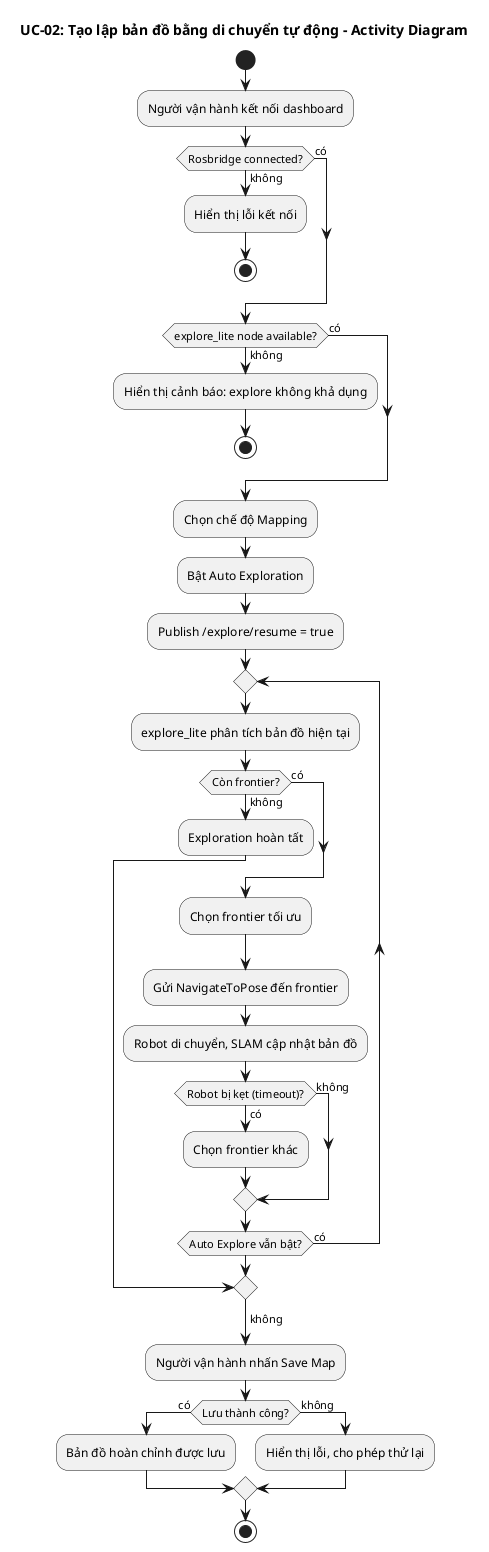 UC-02: Tạo lập bản đồ bằng di chuyển tự động - Activity Diagram
Người vận hành kết nối dashboard
Rosbridge connected?
có
không
Hiển thị lỗi kết nối
explore_lite node available?
có
không
Hiển thị cảnh báo: explore không khả dụng
Chọn chế độ Mapping
Bật Auto Exploration
Publish /explore/resume = true
explore_lite phân tích bản đồ hiện tại
Còn frontier?
có
không
Exploration hoàn tất
Chọn frontier tối ưu
Gửi NavigateToPose đến frontier
Robot di chuyển, SLAM cập nhật bản đồ
Robot bị kẹt (timeout)?
không
có
Chọn frontier khác
Auto Explore vẫn bật?
có
không
Người vận hành nhấn Save Map
có
Lưu thành công?
không
Bản đồ hoàn chỉnh được lưu
Hiển thị lỗi, cho phép thử lại